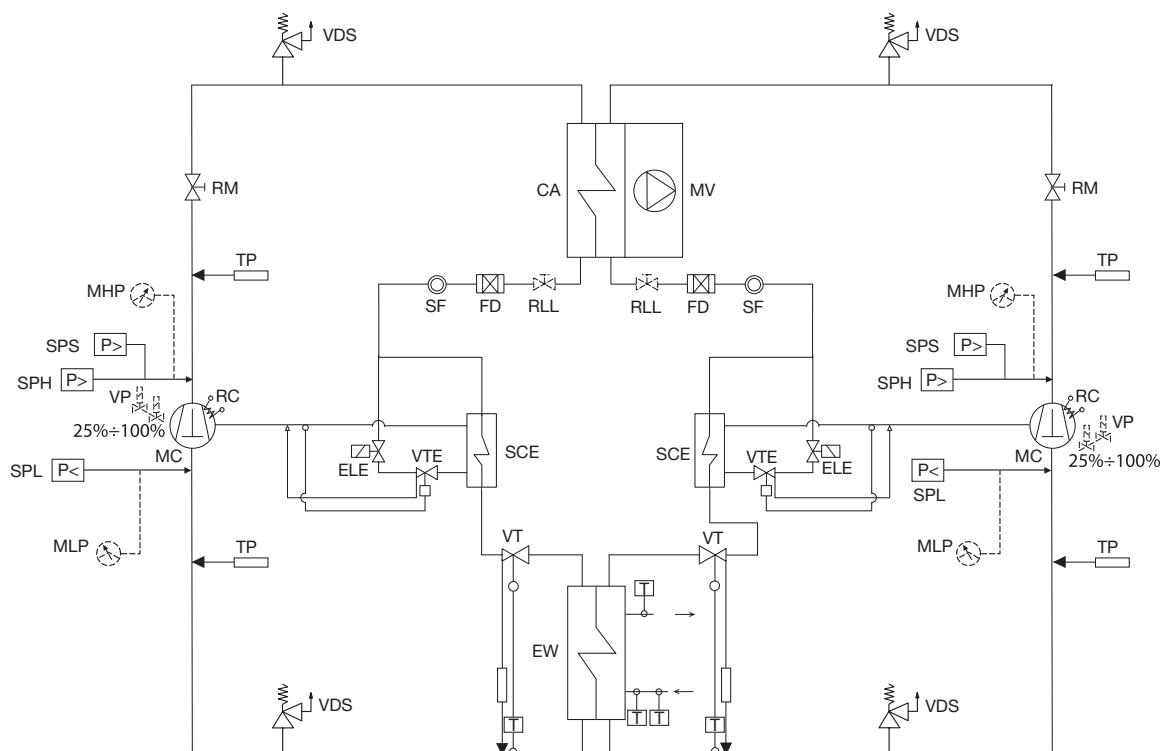 VDS
VDS
CA
MV
RM
RM
TP
TP
MHP
MHP
SF
FD
RLL
RLL
FD
SF
SPS
P>
SPS
P>
SPH
P>
SPH
P>
VP
RC
RC
VP
25%÷100%
MC
MC
25%÷100%
SCE
SCE
ELE
VTE
VTE
ELE
SPL
P<
P<
SPL
MLP
MLP
VT
VT
TP
TP
T
EW
VDS
VDS
T
T
T
T